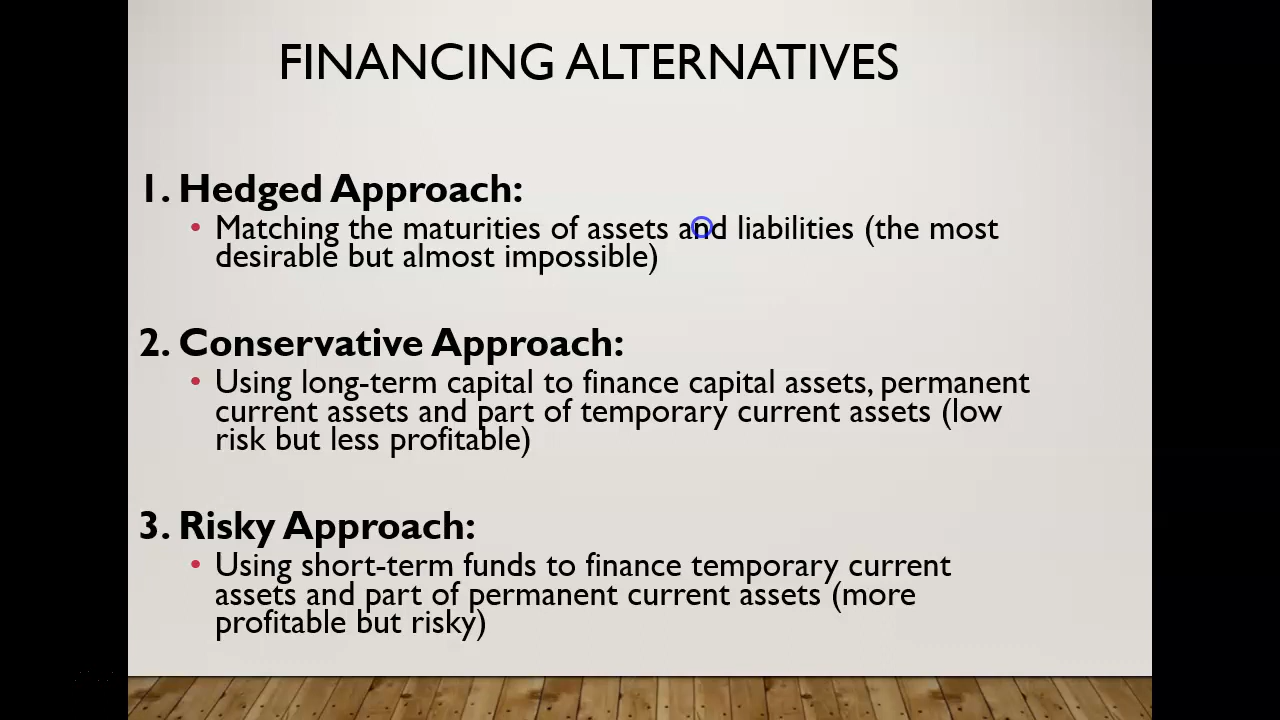 FINANCING ALTERNATIVES
1. Hedged Approach:
• Matching the maturities of assets and liabilities (the most
desirable but almost impossible)
2. Conservative Approach:
• Using long-term capital to finance capital assets, permanent
current assets and part of temporary current assets (low
risk but less profitable)
3. Risky Approach:
• Using short-term funds to finance temporary current
assets and part of permanent current assets (more
profitable but risky)